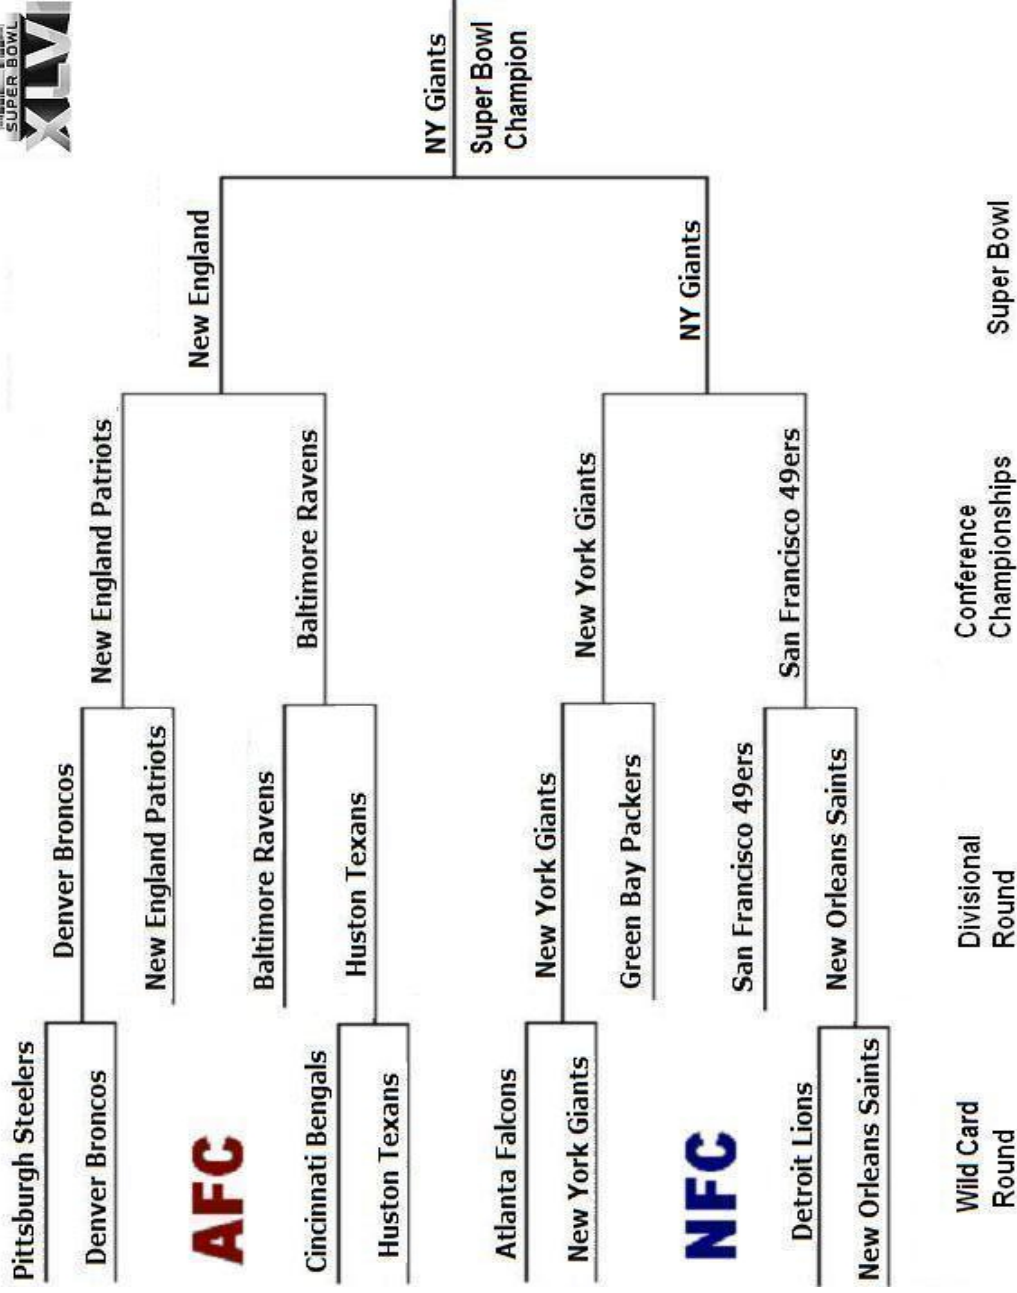 SUPER BOWL
XLVI
Pittsburgh Steelers
Denver Broncos
AFC
Cincinnati Bengals
Huston Texans
Atlanta Falcons
New York Giants
NFC
Detroit Lions
New Orleans Saints
Wild Card
Round
Denver Broncos
New England Patriots
Baltimore Ravens
Huston Texans
New York Giants
Green Bay Packers
San Francisco 49ers
New Orleans Saints
Divisional
Round
New England Patriots
Baltimore Ravens
New York Giants
San Francisco 49ers
Conference
Championships
New England
NY Giants
Super Bowl
NY Giants
Super Bowl
Champion